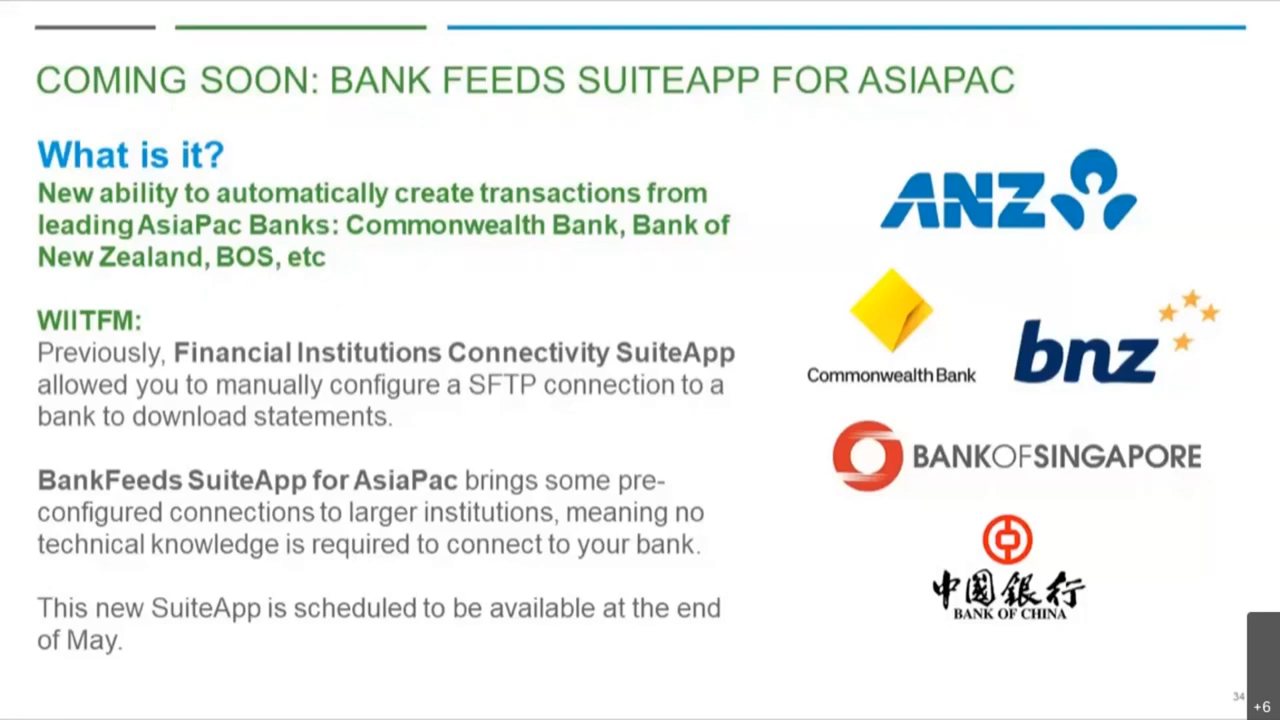 COMING SOON: BANK FEEDS SUITEAPP FOR ASIAPAC
What is it?
New ability to automatically create transactions from
leading AsiaPac Banks: Commonwealth Bank, Bank of
New Zealand, BOS, etc
WIITFM:
Previously, Financial Institutions Connectivity SuiteApp
allowed you to manually configure a SFTP connection to a
bank to download statements.
BankFeeds SuiteApp for AsiaPac brings some pre-
configured connections to larger institutions, meaning no
technical knowledge is required to connect to your bank.
This new SuiteApp is scheduled to be available at the end
of May.
ANZ
CommonwealthBank
bnz
BANKOFSINGAPORE
中國銀行
BANK OF CHINA
34
+6